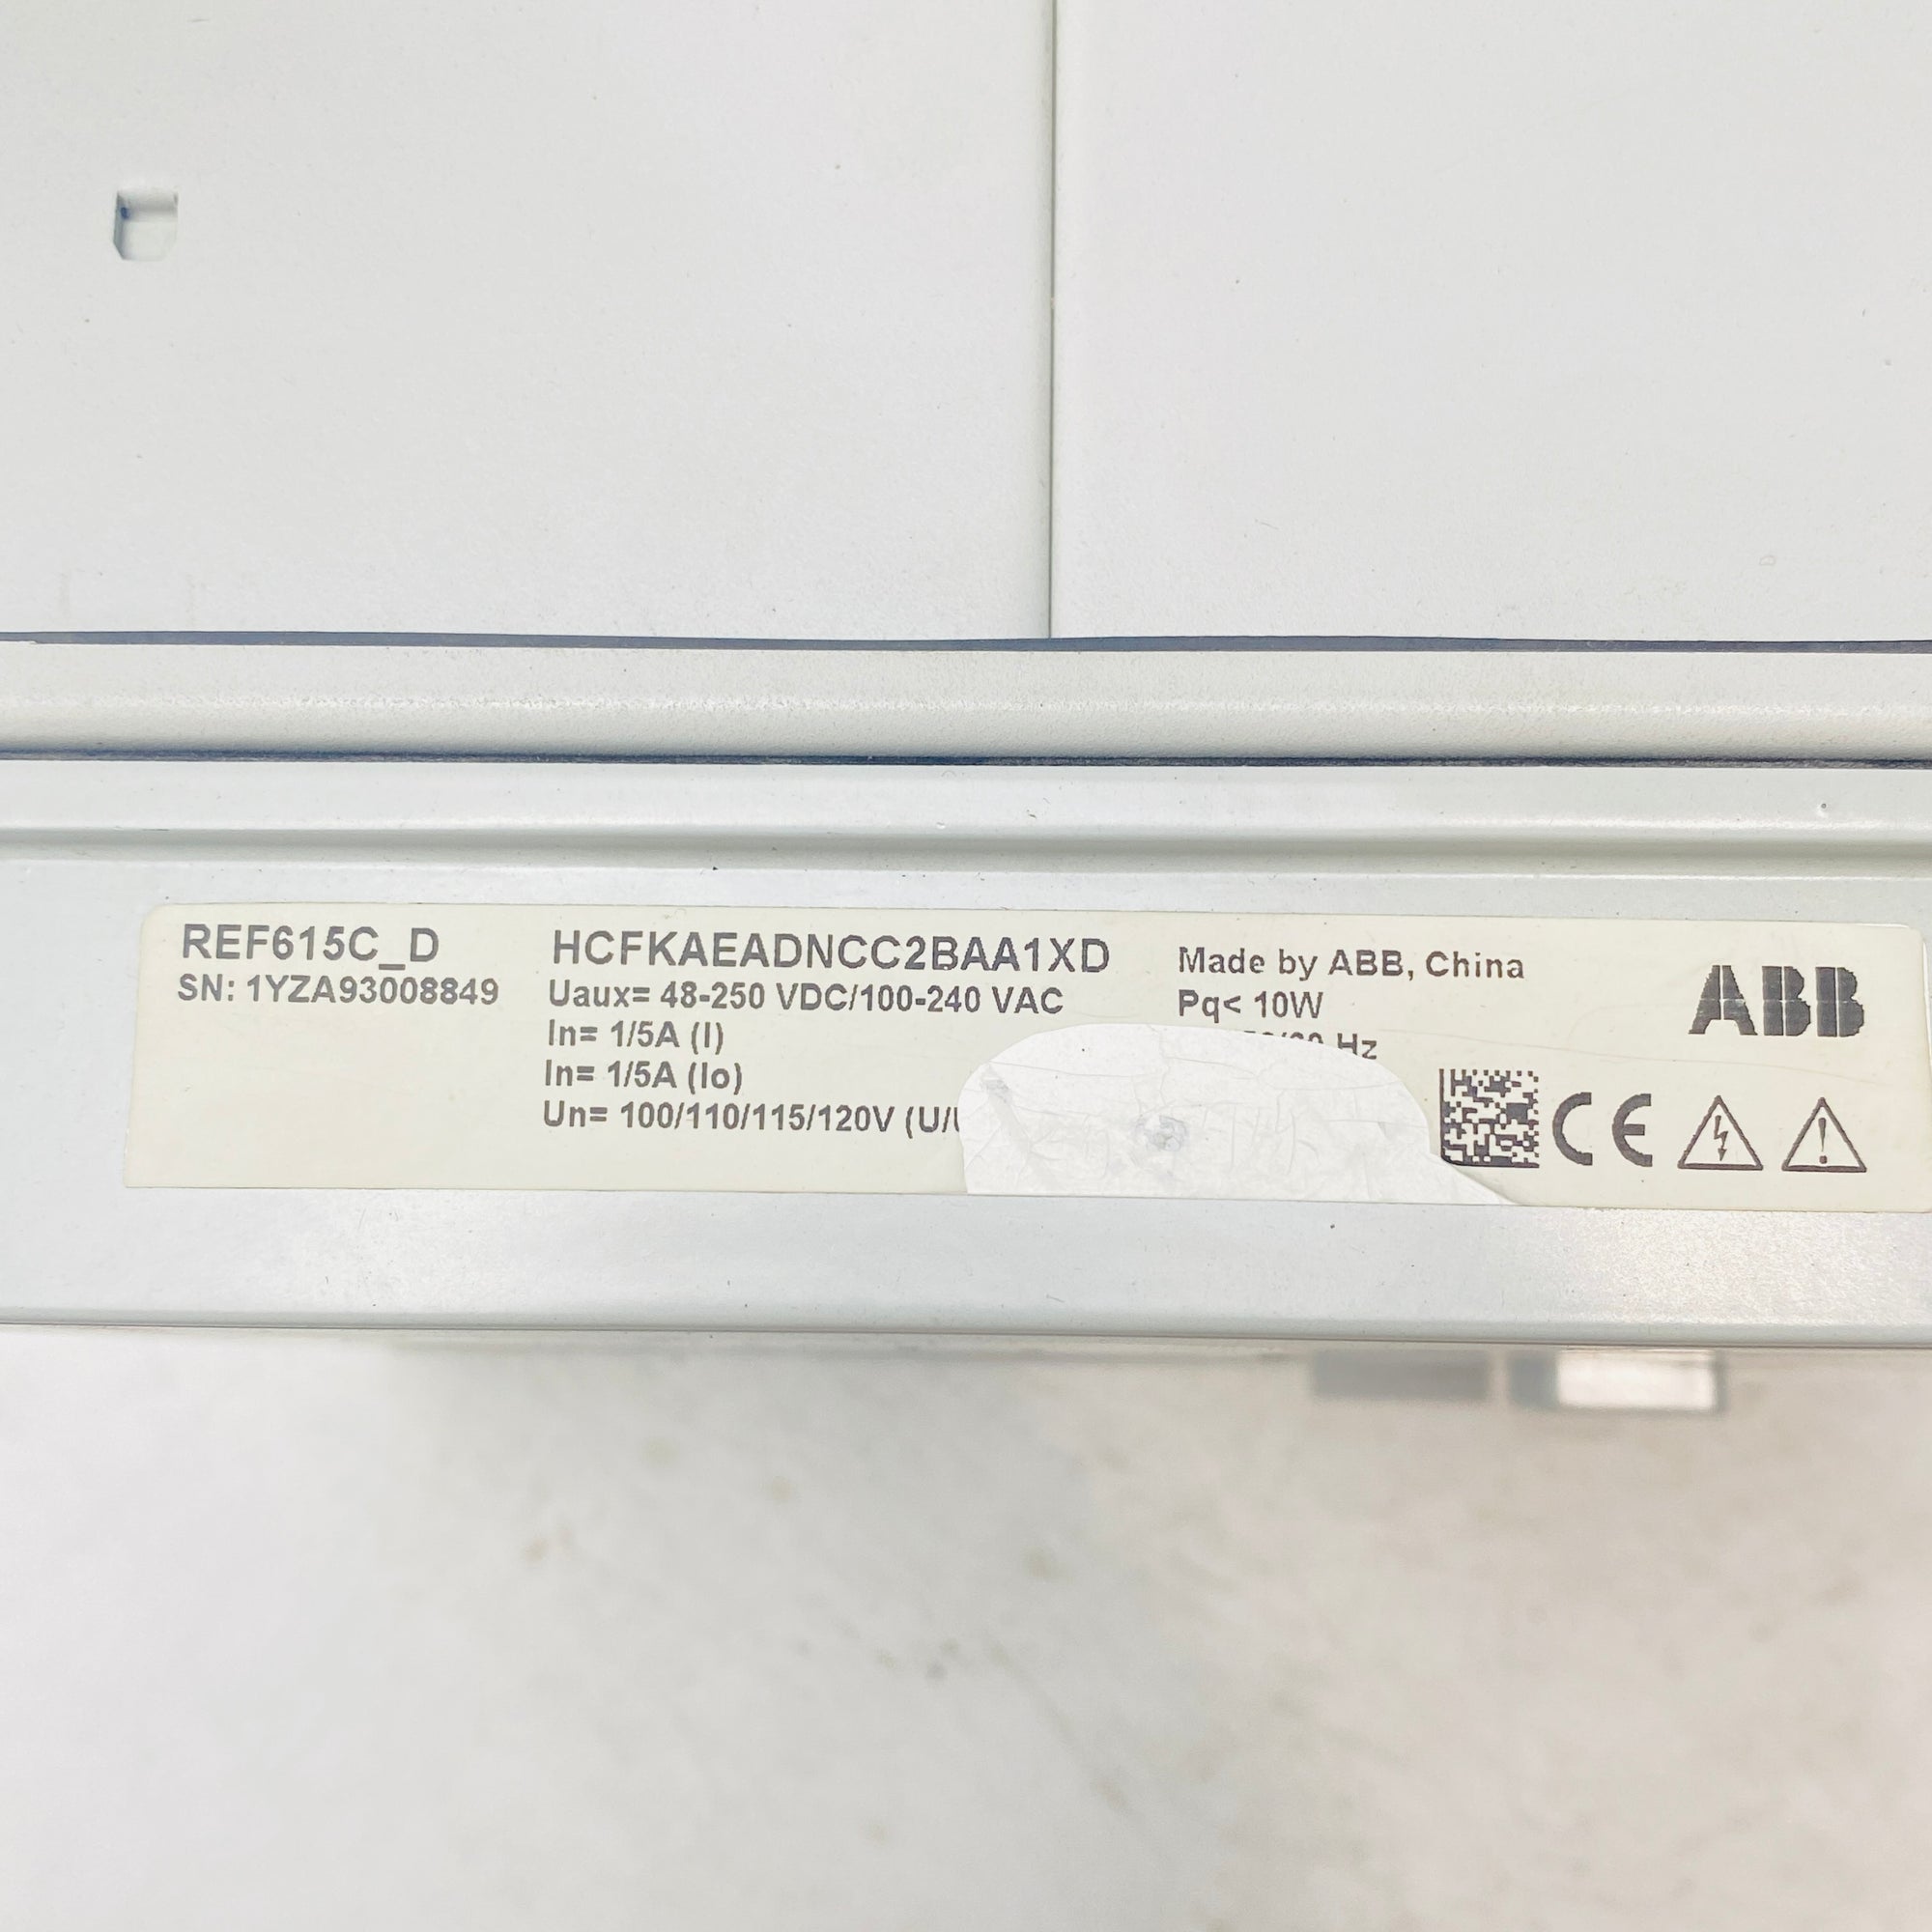 REF615C_D
SN: 1YZA93008849
HCFKAEADNCC2BAA1XD
Uaux= 48-250 VDC/100-240 VAC
In= 1/5A (I)
In= 1/5A (Io)
Un= 100/110/115/120V (U/
Made by ABB, China
Pq< 10W
Hz
ABB
CE